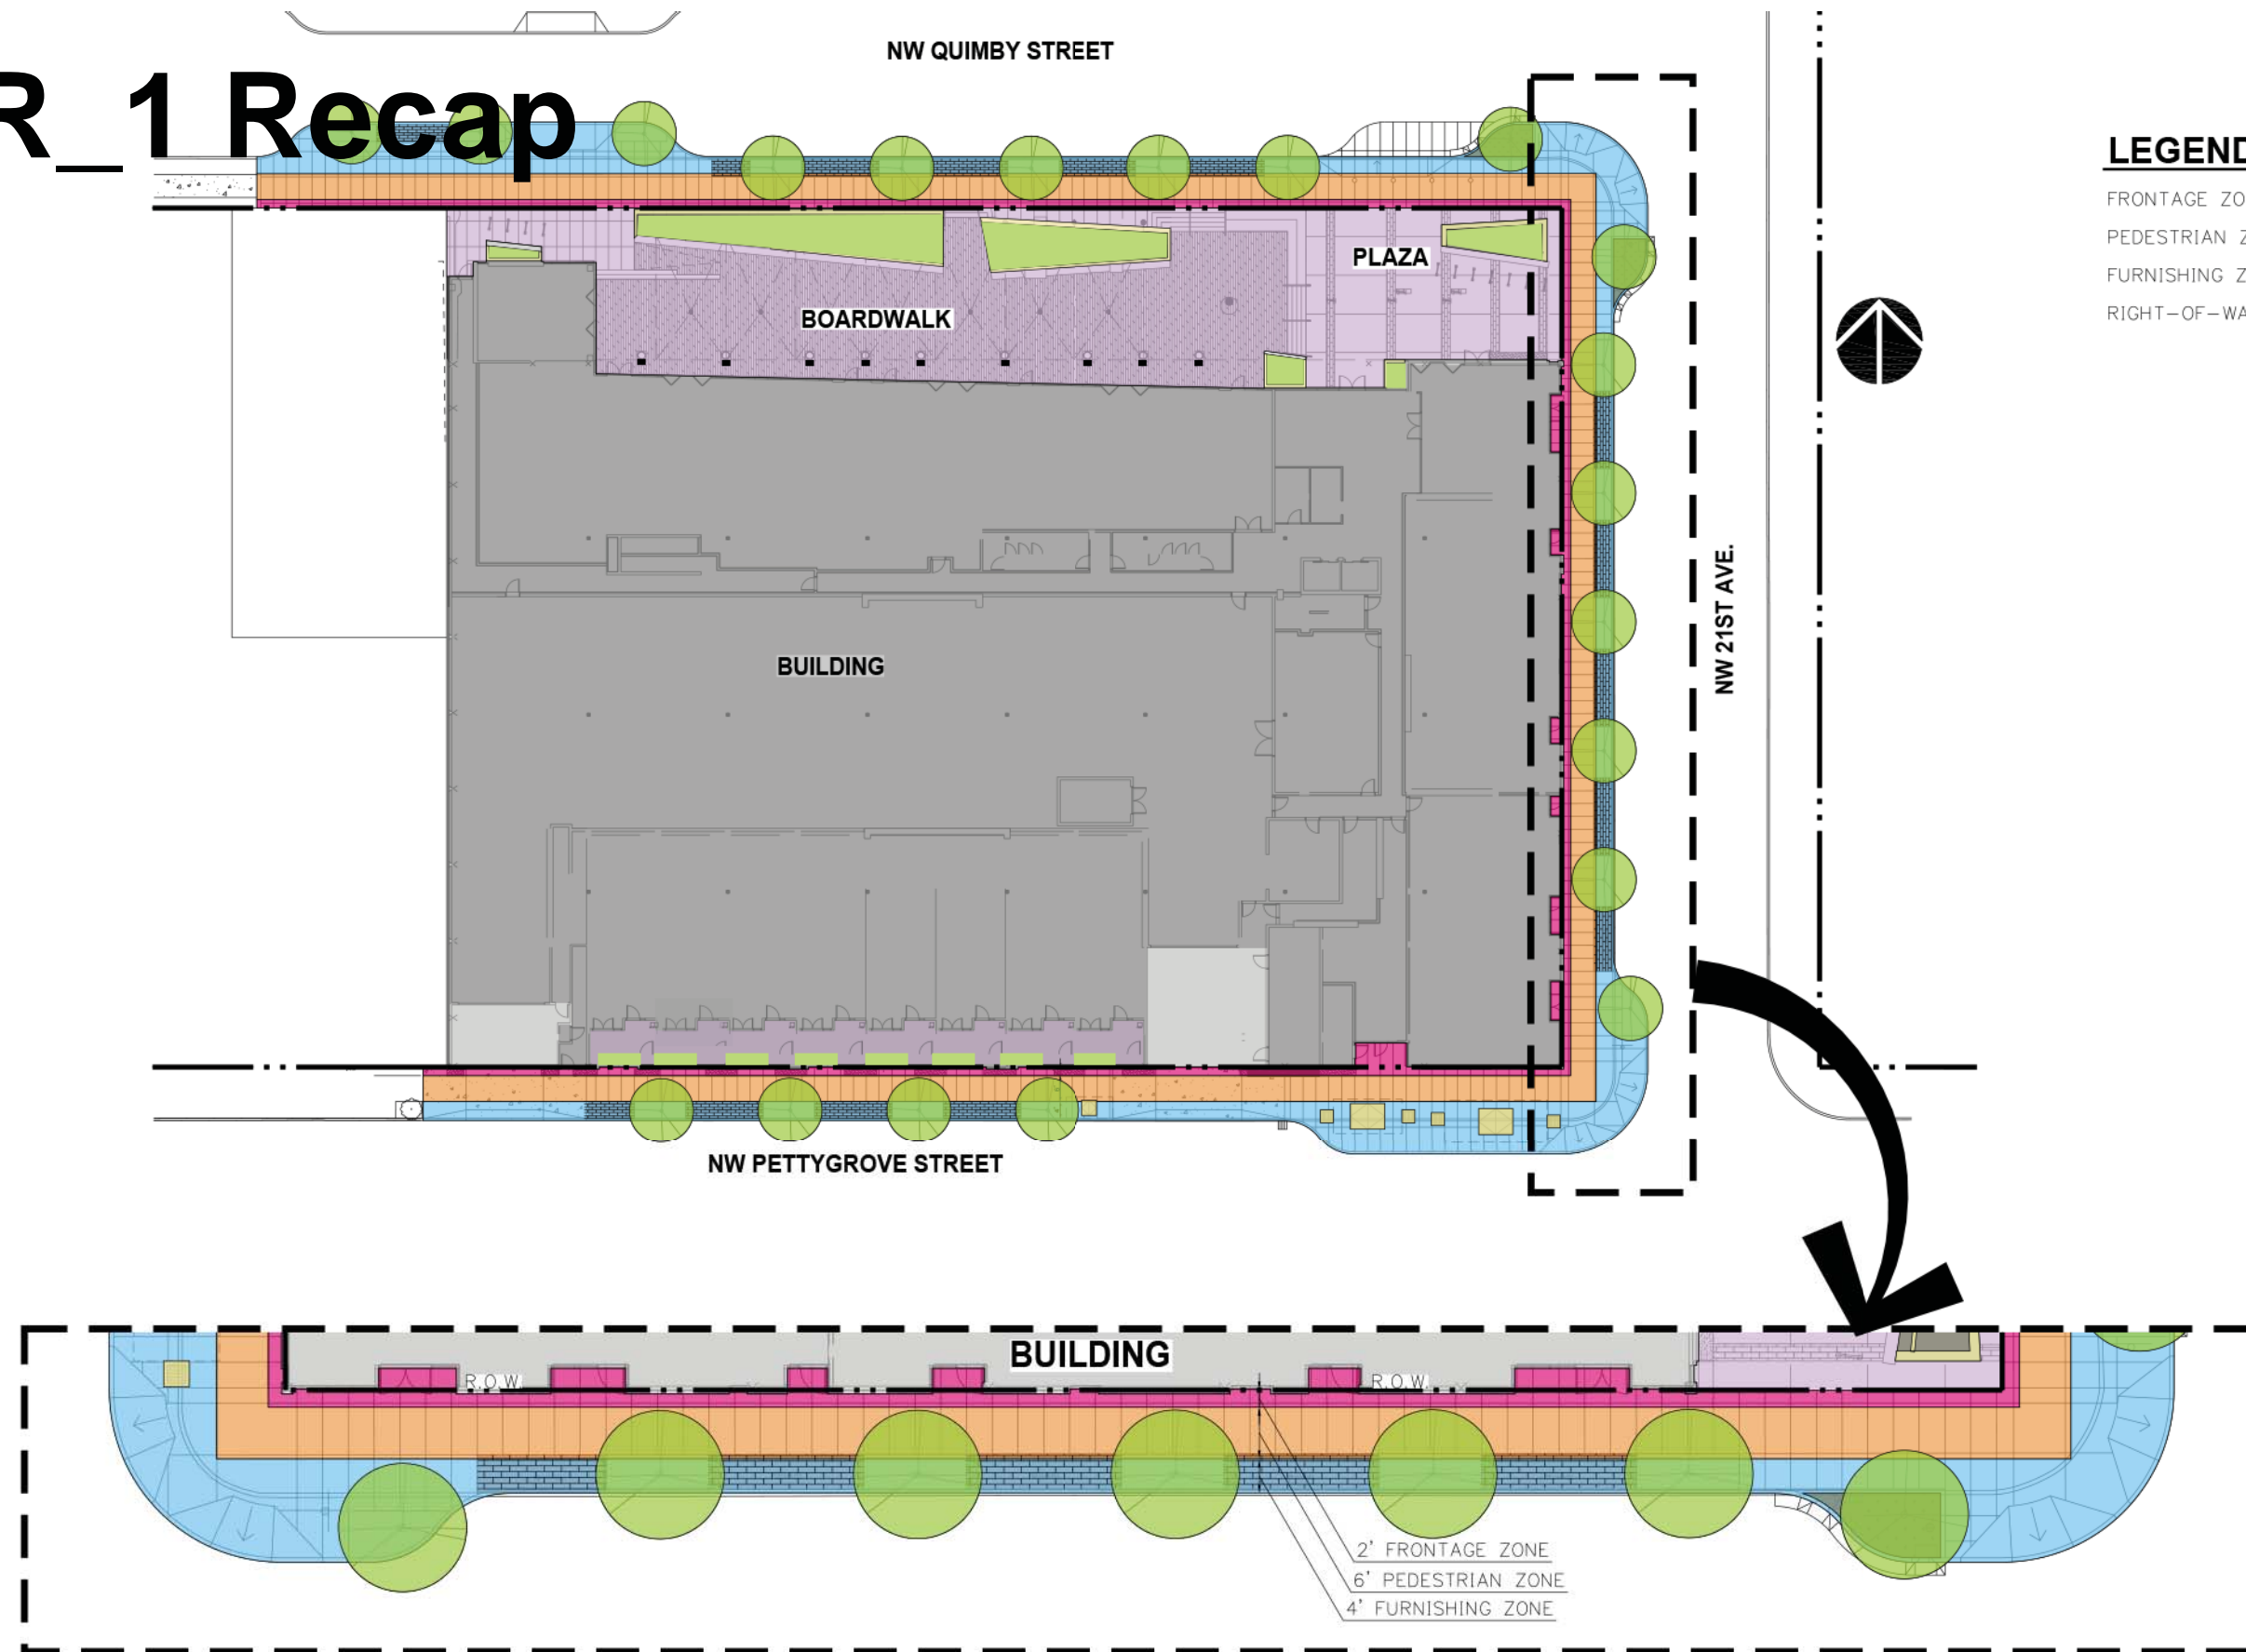 NW QUIMBY STREET
R_1 Recap
LEGEND
FRONTAGE ZO
PEDESTRIAN Z
FURNISHING Z
RIGHT-OF-WA
PLAZA
BOARDWALK
BUILDING
NW 21ST AVE.
NW PETTYGROVE STREET
BUILDING
R.O.W.
R.O.W.
2' FRONTAGE ZONE
6' PEDESTRIAN ZONE
4' FURNISHING ZONE